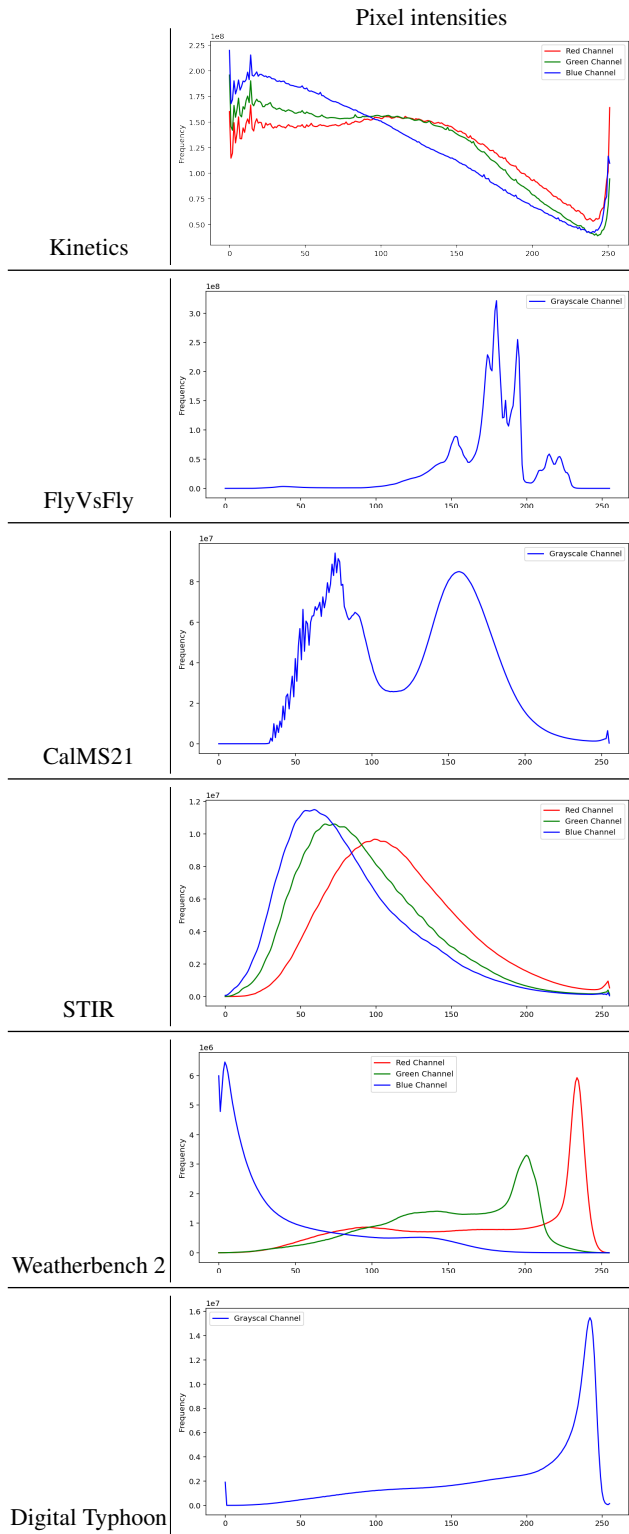 Pixel intensities
1e8
2.25
2.00
1.75
1.50
1.25
1.00
0.75
0.50
Frequency
Red Channel
Green Channel
Blue Channel
0 50 100 150 200 250
Kinetics
1e8
3.0
2.5
2.0
1.5
1.0
0.5
0.0
Frequency
Grayscale Channel
0 50 100 150 200 250
FlyVsFly
1e7
8
6
4
2
0
Frequency
Grayscale Channel
0 50 100 150 200 250
CalMS21
1e7
1.2
1.0
0.8
0.6
0.4
0.2
0.0
Frequency
Red Channel
Green Channel
Blue Channel
0 50 100 150 200 250
STIR
1e6
6
5
4
3
2
1
0
Frequency
Red Channel
Green Channel
Blue Channel
0 50 100 150 200 250
Weatherbench 2
1e7
1.6
1.4
1.2
1.0
0.8
0.6
0.4
0.2
0.0
Frequency
Grayscal Channel
0 50 100 150 200 250
Digital Typhoon